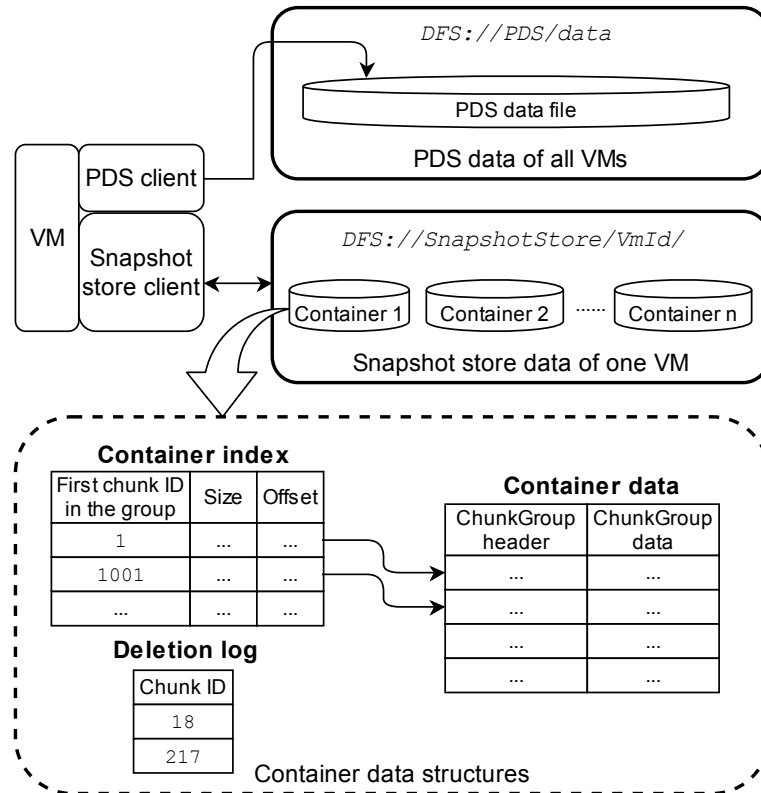 DFS://PDS/data
PDS data file
PDS data of all VMs
VM
PDS client
Snapshot
store client
DFS://SnapshotStore/VmId/
Container 1
Container 2
......
Container n
Snapshot store data of one VM
Container index
First chunk ID
in the group
Size
Offset
1
...
...
1001
...
...
...
...
...
Container data
ChunkGroup
header
ChunkGroup
data
...
...
...
...
...
...
...
...
Deletion log
Chunk ID
18
217
Container data structures